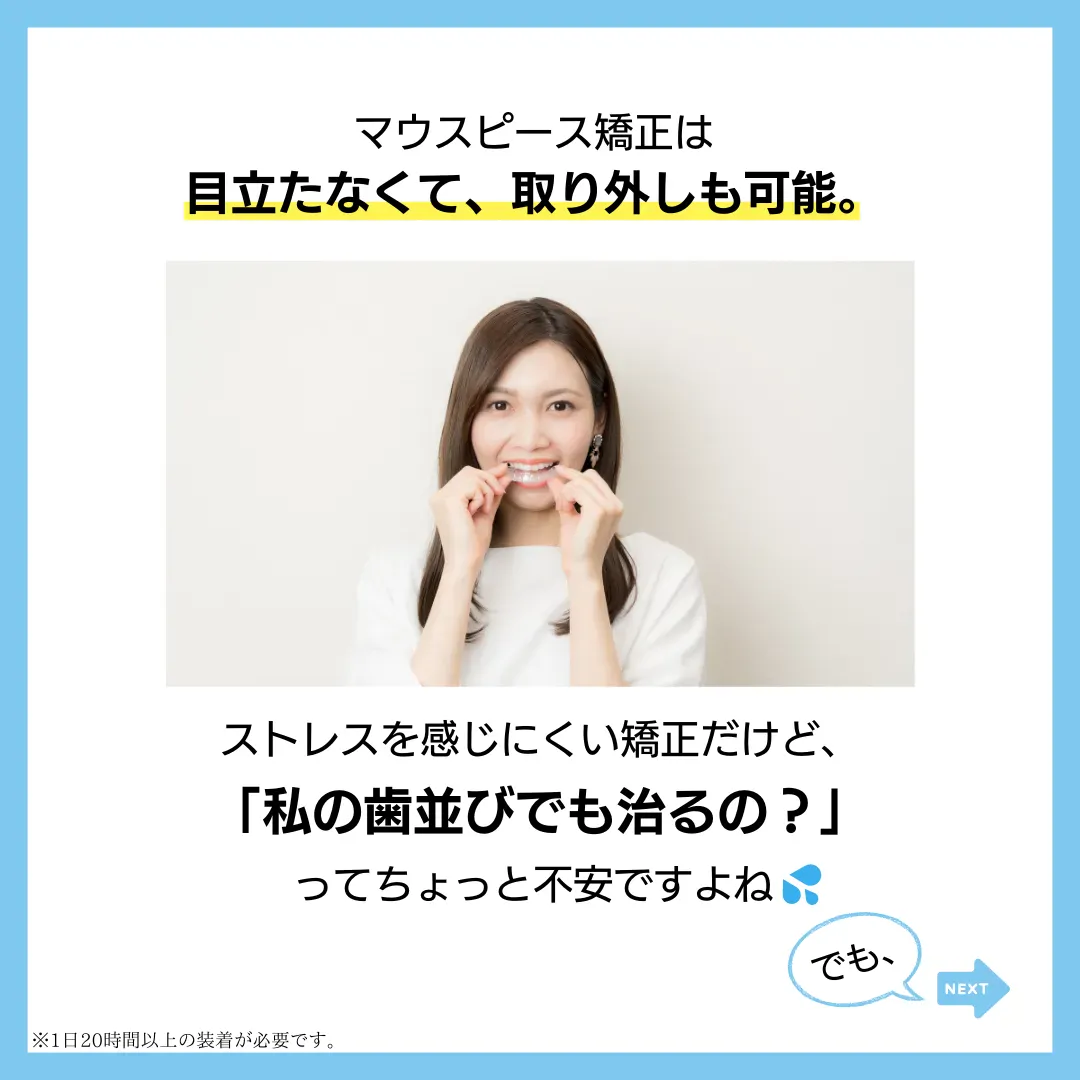 マウスピース矯正は
目立たなくて、取り外しも可能。
ストレスを感じにくい矯正だけど、
「私の歯並びでも治るの？」
ってちょっと不安ですよね💦
でも、
NEXT
※1日20時間以上の装着が必要です。